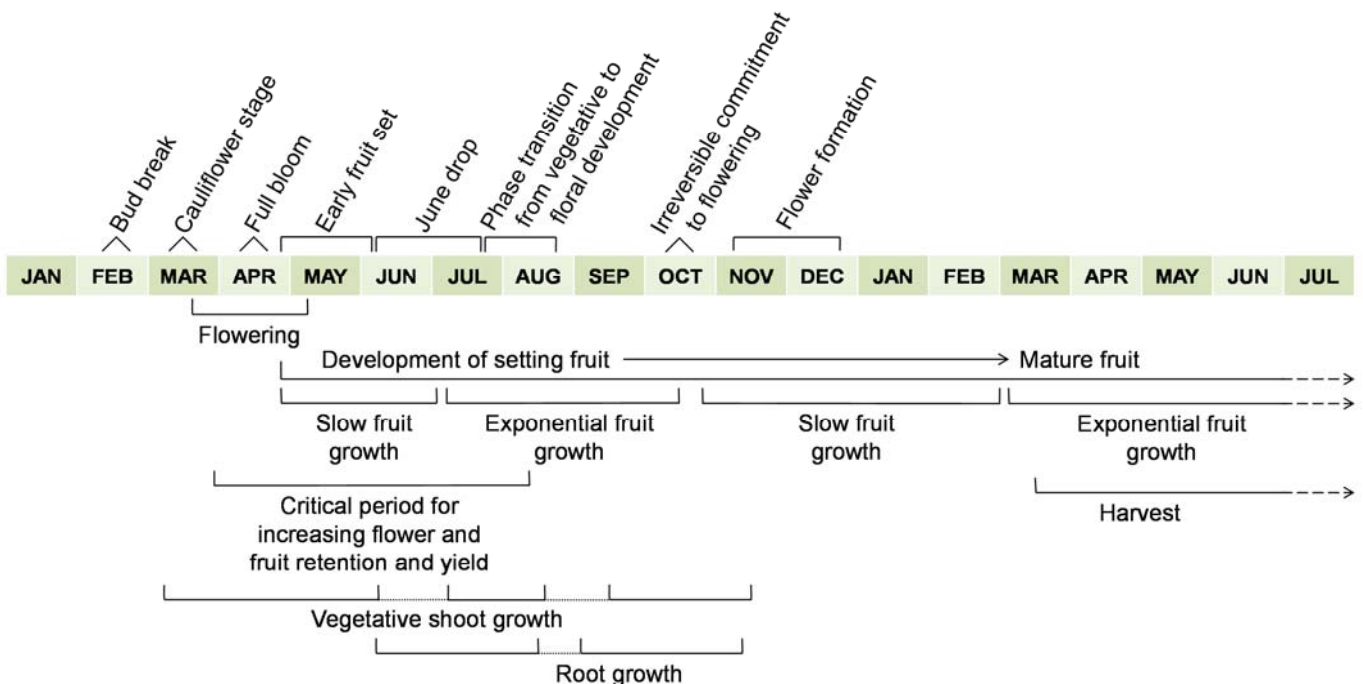 Bud break
Cauliflower stage
Full bloom
Early fruit set
June drop
Phase transition
from vegetative to
floral development
Irreversible commitment
to flowering
Flower formation
JAN FEB MAR APR MAY JUN JUL AUG SEP OCT NOV DEC JAN FEB MAR APR MAY JUN JUL
Flowering
Development of setting fruit Mature fruit
Slow fruit
growth
Exponential fruit
growth
Slow fruit
growth
Exponential fruit
growth
Critical period for
increasing flower and
fruit retention and yield
Harvest
Vegetative shoot growth
Root growth